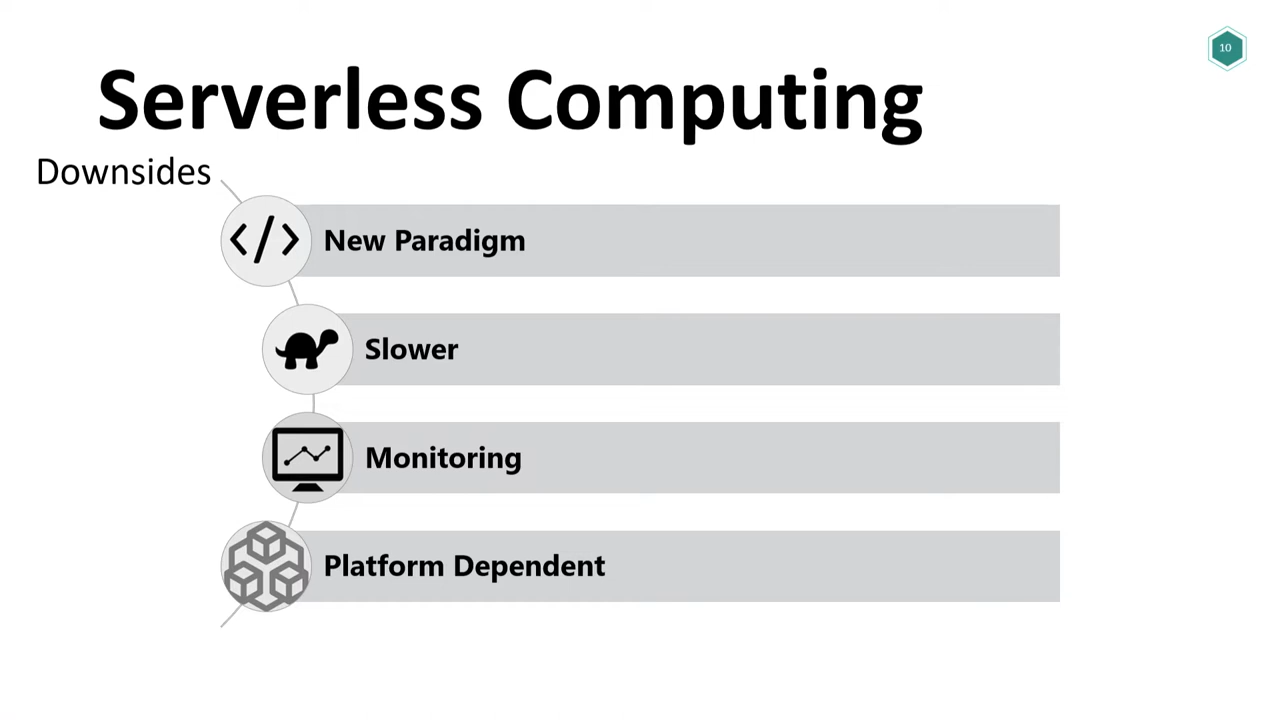 10
Serverless Computing
Downsides
New Paradigm
Slower
Monitoring
Platform Dependent